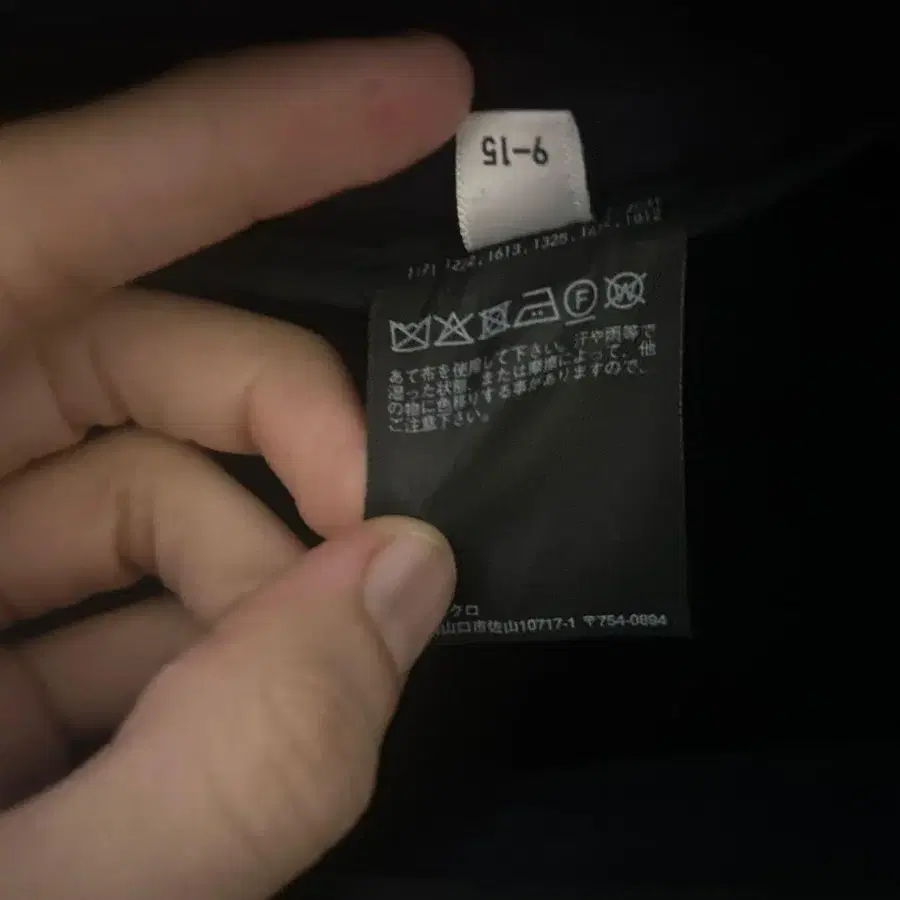 9-15
1613, 1325,
F
W
あて布を使用して下さい。汗や雨等で
湿った状態、または摩擦によって、他
の物に色移りする事がありますので、
ご注意下さい。
クロ
山口市佐山10717-1 〒754-0894